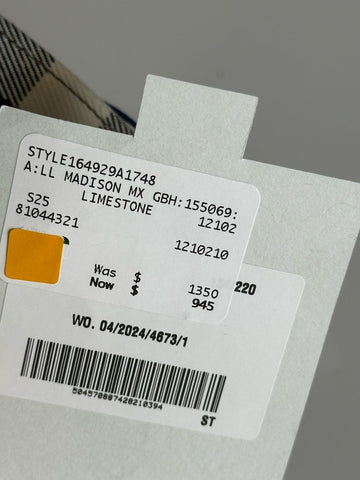 STYLE164929A1748
A:LL MADISON MX GBH:155069:
S25 LIMESTONE 12102
81044321
1210210
Was $ 1350
Now $ 945
220
WO. 04/2024/4673/1
504570887428210394
ST